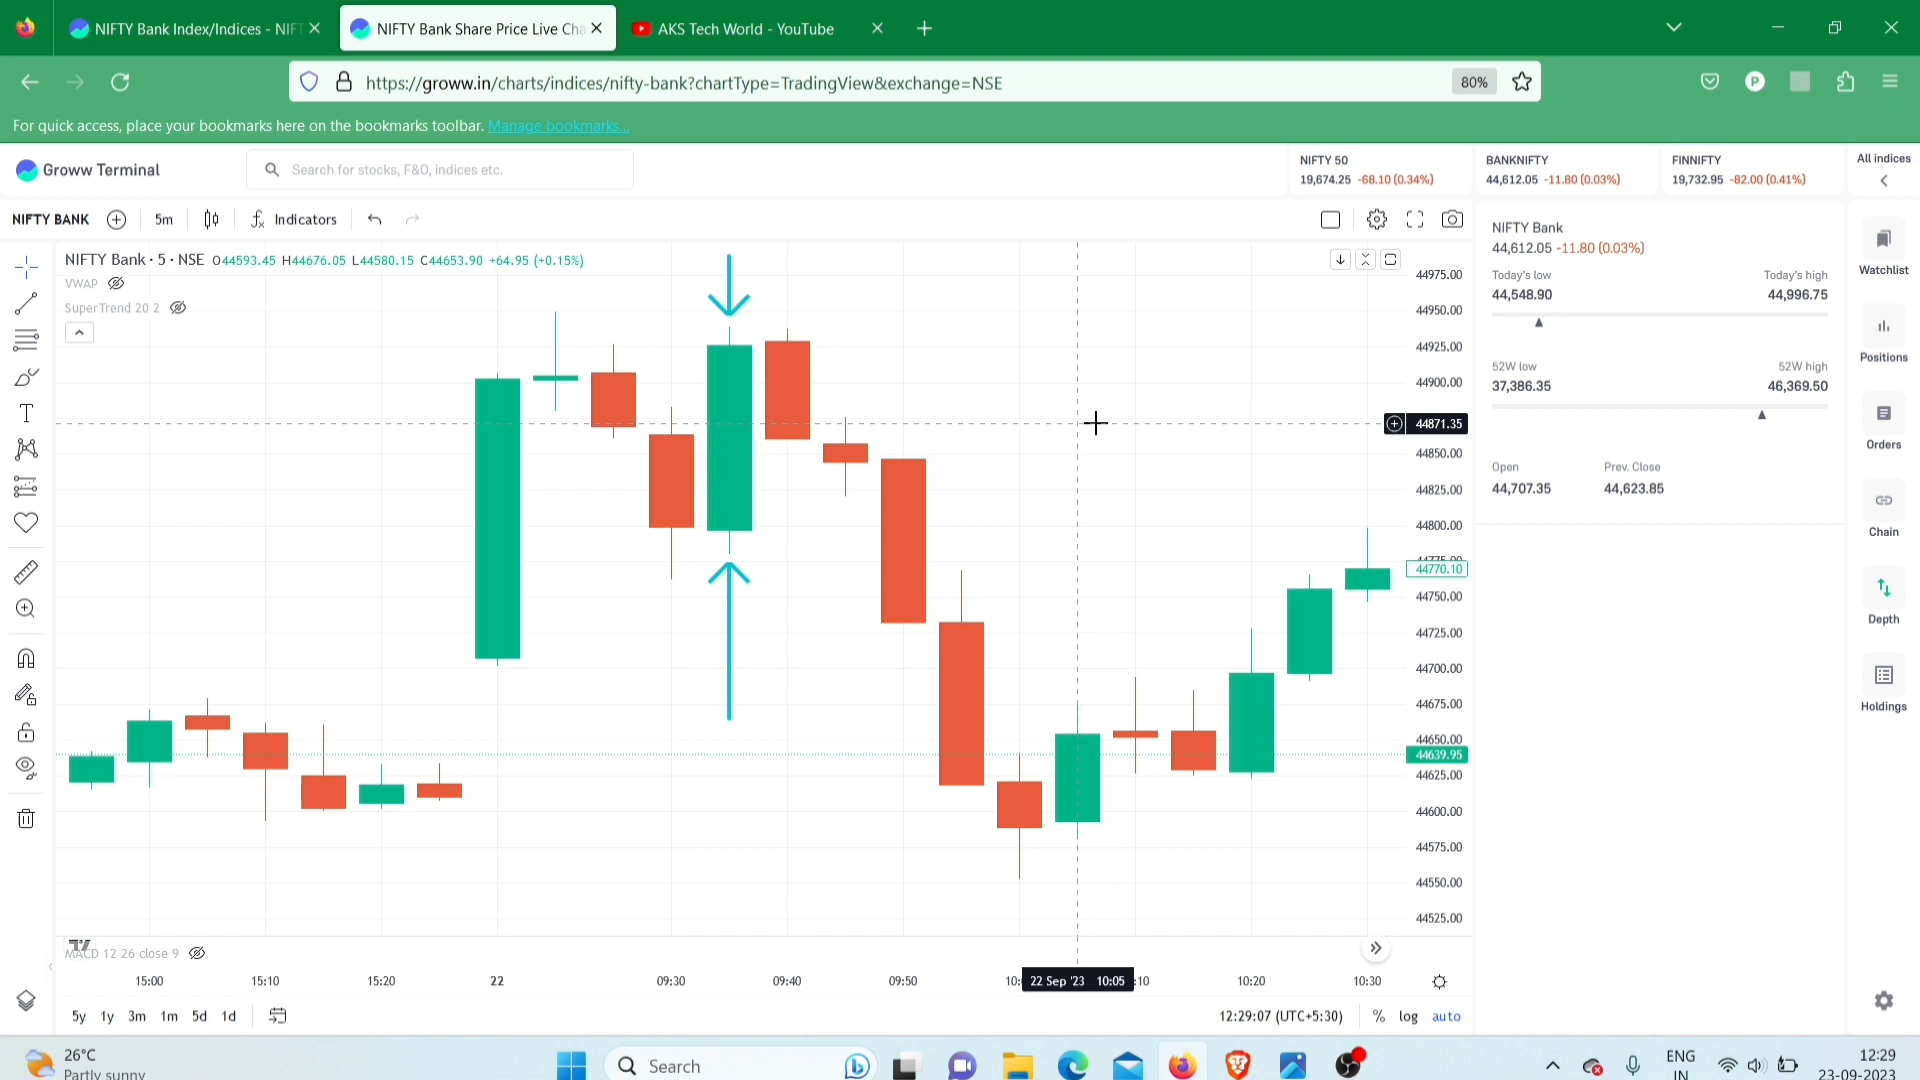 NIFTY Bank Index/Indices - NIFT
NIFTY Bank Share Price Live Cha
AKS Tech World - YouTube
https://groww.in/charts/indices/nifty-bank?chartType=TradingView&exchange=NSE
80%
P
For quick access, place your bookmarks here on the bookmarks toolbar. Manage bookmarks...
Groww Terminal
Search for stocks, F&O, indices etc.
NIFTY 50
19,674.25 -68.10 (0.34%)
BANKNIFTY
44,612.05 -11.80 (0.03%)
FINNIFTY
19,732.95 -82.00 (0.41%)
All indices
NIFTY BANK
5m
Indicators
NIFTY Bank · 5 · NSE O44593.45 H44676.05 L44580.15 C44653.90 +64.95 (+0.15%)
VWAP
SuperTrend 20 2
44975.00
44950.00
44925.00
44900.00
44871.35
44850.00
44825.00
44800.00
44775.00
44770.10
44750.00
44725.00
44700.00
44675.00
44650.00
44639.95
44625.00
44600.00
44575.00
44550.00
44525.00
NIFTY Bank
44,612.05 -11.80 (0.03%)
Today's low
Today's high
44,548.90
44,996.75
52W low
52W high
37,386.35
46,369.50
Open
Prev. Close
44,707.35
44,623.85
Watchlist
Positions
Orders
Chain
Depth
Holdings
MACD 12 26 close 9
15:00
15:10
15:20
22
09:30
09:40
09:50
10:
22 Sep '23 10:05
:10
10:20
10:30
5y 1y 3m 1m 5d 1d
12:29:07 (UTC+5:30)
% log auto
26°C
Partly sunny
Search
ENG
IN
12:29
23-09-2023